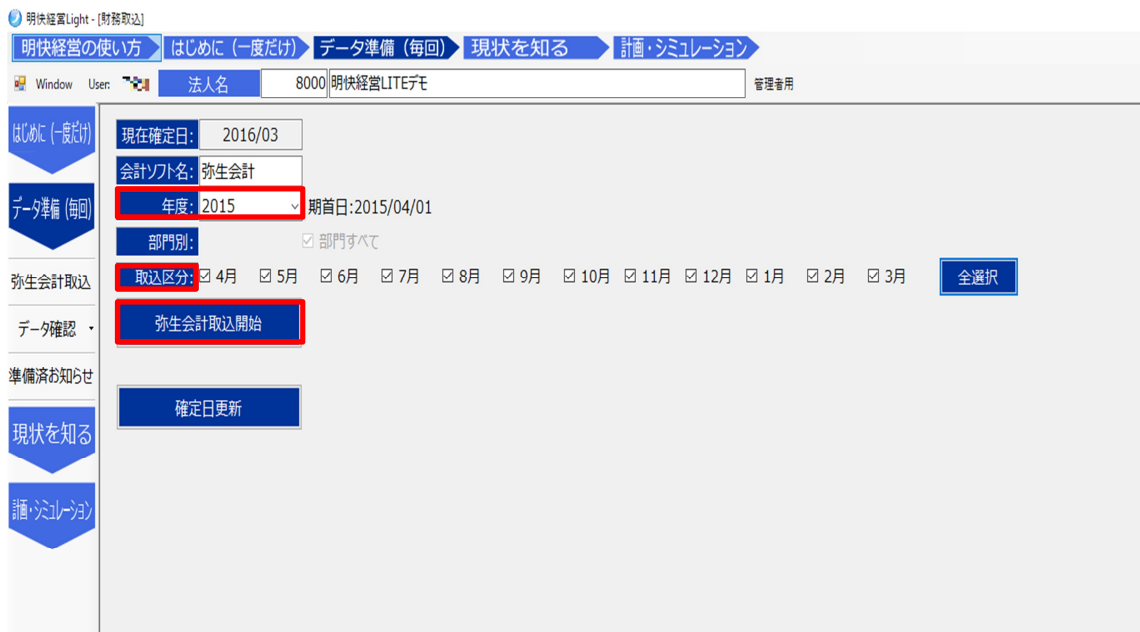 明快経営Light - [財務取込]
明快経営の使い方 はじめに（一度だけ） データ準備（毎回） 現状を知る 計画・シミュレーション
Window User: 法人名 8000 明快経営LITEデモ 管理者用
はじめに（一度だけ）
データ準備（毎回）
弥生会計取込
データ確認
準備済お知らせ
現状を知る
計画・シミュレーション
現在確定日: 2016/03
会計ソフト名: 弥生会計
年度: 2015 期首日:2015/04/01
部門別: 部門すべて
取込区分: 4月 5月 6月 7月 8月 9月 10月 11月 12月 1月 2月 3月 全選択
弥生会計取込開始
確定日更新